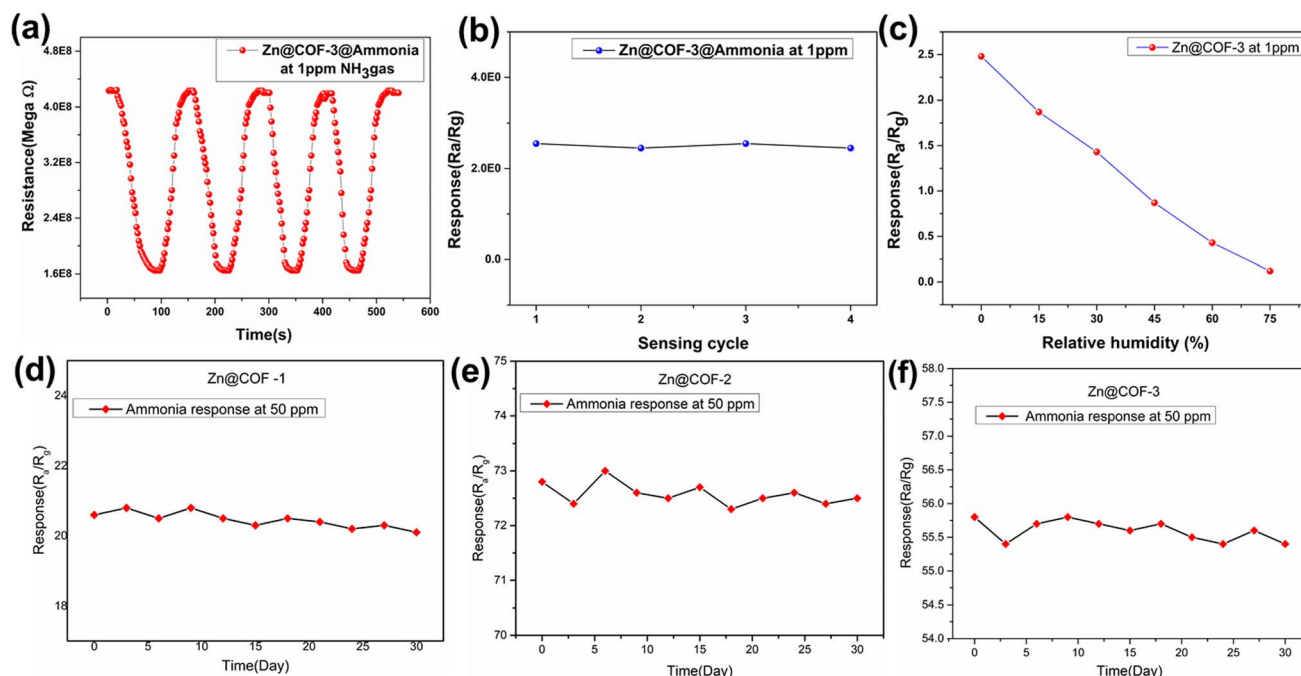 (a)
Zn@COF-3@Ammonia
at 1ppm NH3gas
4.8E8
4.0E8
3.2E8
2.4E8
1.6E8
Resistance(Mega Ω)
0 100 200 300 400 500 600
Time(s)
(b)
Zn@COF-3@Ammonia at 1ppm
4.0E0
2.0E0
0.0
Response(Ra/Rg)
1 2 3 4
Sensing cycle
(c)
Zn@COF-3 at 1ppm
2.5
2.0
1.5
1.0
0.5
0.0
Response(Ra/Rg)
0 15 30 45 60 75
Relative humidity (%)
(d)
Zn@COF -1
Ammonia response at 50 ppm
24
22
20
18
Response(Ra/Rg)
0 5 10 15 20 25 30
Time(Day)
(e)
Zn@COF-2
Ammonia response at 50 ppm
75
74
73
72
71
70
Response(Ra/Rg)
0 5 10 15 20 25 30
Time(Day)
(f)
Zn@COF-3
Ammonia response at 50 ppm
58.0
57.5
57.0
56.5
56.0
55.5
55.0
54.5
54.0
Response(Ra/Rg)
0 5 10 15 20 25 30
Time(Day)